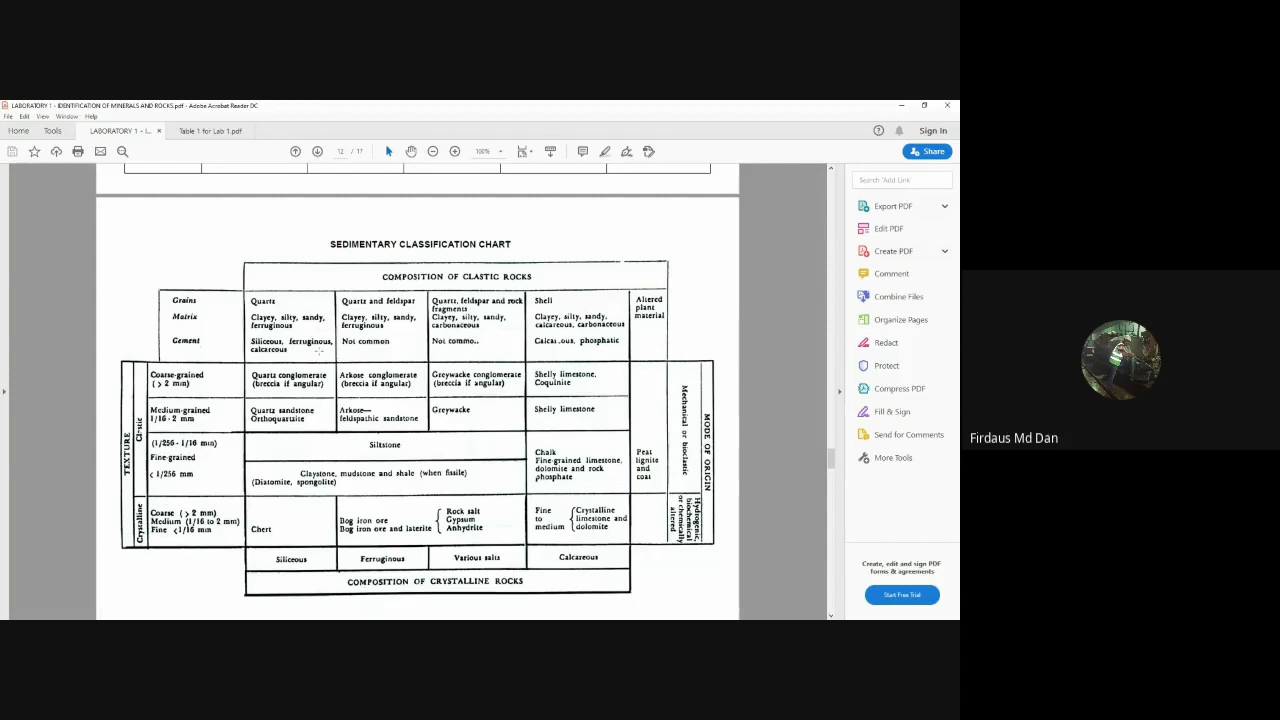 LABORATORY 1 - IDENTIFICATION OF MINERALS AND ROCKS.pdf - Adobe Acrobat Reader DC
File Edit View Window Help
Home Tools LABORATORY 1 - I... × Table 1 for Lab 1.pdf Sign In
12 / 17 100% Share
Search 'Add Link'
Export PDF
Edit PDF
Create PDF
Comment
Combine Files
Organize Pages
Redact
Protect
Compress PDF
Fill & Sign
Send for Comments
More Tools
Create, edit and sign PDF
forms & agreements
Start Free Trial
SEDIMENTARY CLASSIFICATION CHART
COMPOSITION OF CLASTIC ROCKS
Grains
Quartz
Quartz and feldspar
Quartz, feldspar and rock
fragments
Shell
Altered
plant
material
Matrix
Clayey, silty, sandy,
ferruginous
Clayey, silty, sandy,
ferruginous
Clayey, silty, sandy,
carbonaceous
Clayey, silty, sandy,
calcareous, carbonaceous
Cement
Siliceous, ferruginous,
calcareous
Not common
Not commo..
Calca. .ous, phosphatic
TEXTURE
Clastic
Coarse-grained
(> 2 mm)
Quartz conglomerate
(breccia if angular)
Arkose conglomerate
(breccia if angular)
Greywacke conglomerate
(breccia if angular)
Shelly limestone,
Coquinite
Medium-grained
1/16 - 2 mm
Quartz sandstone
Orthoquartzite
Arkose—
feldspathic sandstone
Greywacke
Shelly limestone
(1/256 - 1/16 mm)
Fine-grained
< 1/256 mm
Siltstone
Claystone, mudstone and shale (when fissile)
(Diatomite, spongolite)
Chalk
Fine-grained limestone,
dolomite and rock
phosphate
Peat
lignite
and
coal
Mechanical or bioclastic
MODE OF ORIGIN
Crystalline
Coarse (> 2 mm)
Medium (1/16 to 2 mm)
Fine <1/16 mm
Chert
Bog iron ore
Bog iron ore and laterite
Rock salt
Gypsum
Anhydrite
Fine
to
medium
Crystalline
limestone and
dolomite
Hydrogenic,
biochemical
or chemically
altered
Siliceous
Ferruginous
Various salts
Calcareous
COMPOSITION OF CRYSTALLINE ROCKS
Firdaus Md Dan